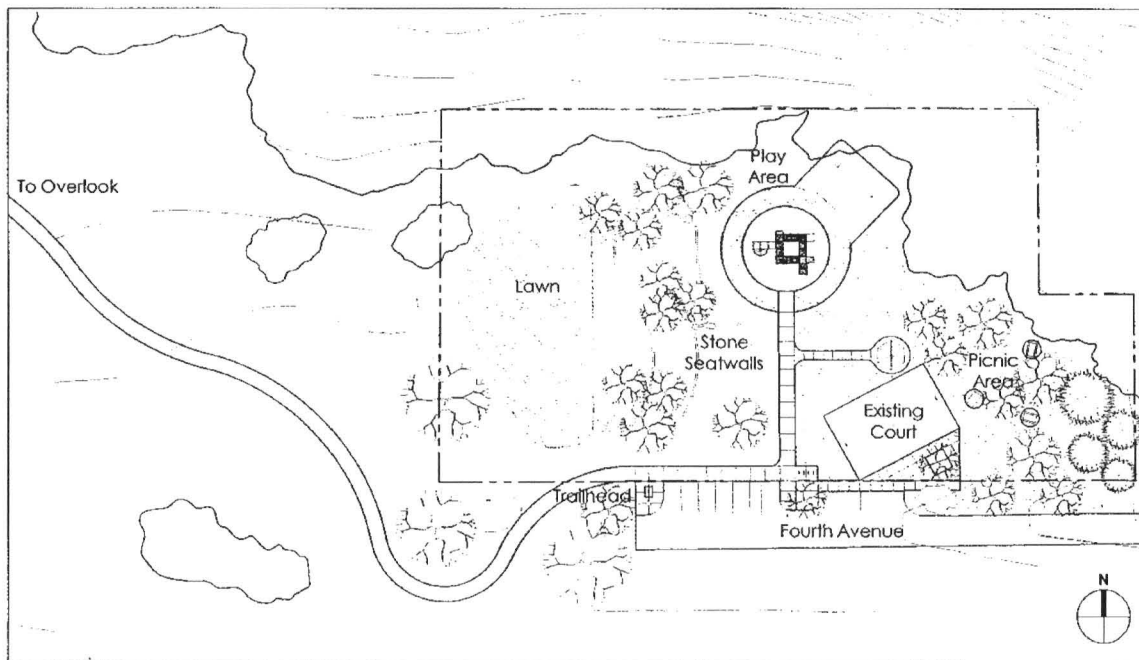 Play
Area
To Overlook
Lawn
Stone
Seatwalls
Picnic
Area
Existing
Court
Trailhead
Fourth Avenue
N